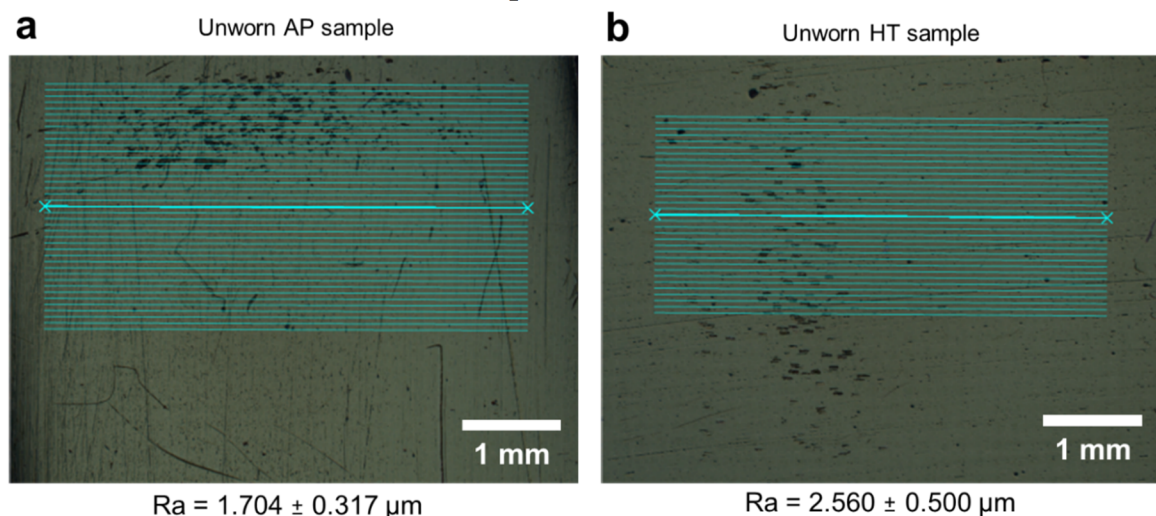 a
Unworn AP sample
1 mm
Ra = 1.704 ± 0.317 µm
b
Unworn HT sample
1 mm
Ra = 2.560 ± 0.500 µm